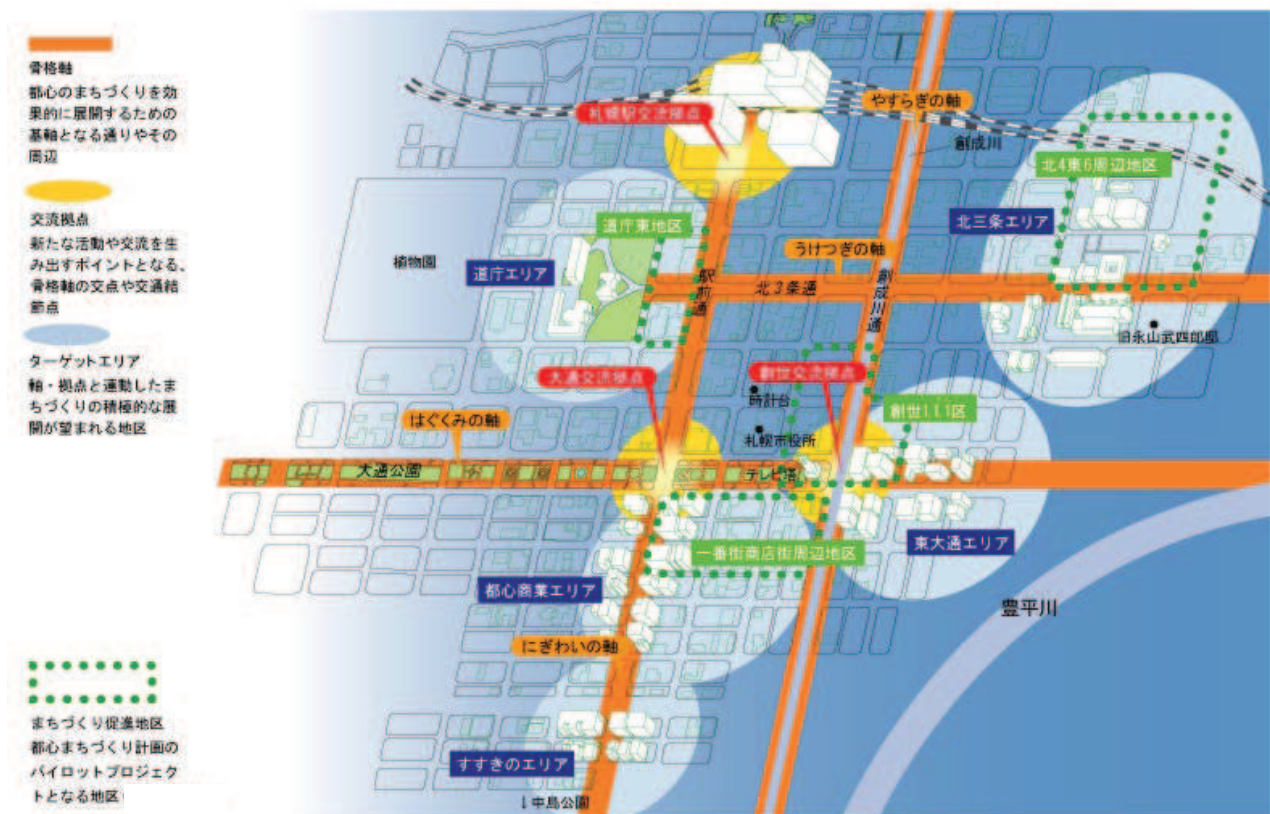 骨格軸
都心のまちづくりを効
果的に展開するための
基軸となる通りやその
周辺
交流拠点
新たな活動や交流を生
み出すポイントとなる、
骨格軸の交点や交通結
節点
ターゲットエリア
軸・拠点と連動したま
ちづくりの積極的な展
開が望まれる地区
まちづくり促進地区
都心まちづくり計画の
パイロットプロジェク
トとなる地区
やすらぎの軸
札幌駅交流拠点
創成川
北4東6周辺地区
道庁東地区
北三条エリア
うけつぎの軸
植物園
道庁エリア
駅前通
北3条通
創成川通
旧永山武四郎邸
大通交流拠点
創世交流拠点
時計台
はぐくみの軸
創世1.1.1区
札幌市役所
大通公園
テレビ塔
東大通エリア
一番街商店街周辺地区
都心商業エリア
豊平川
にぎわいの軸
すすきのエリア
↓中島公園